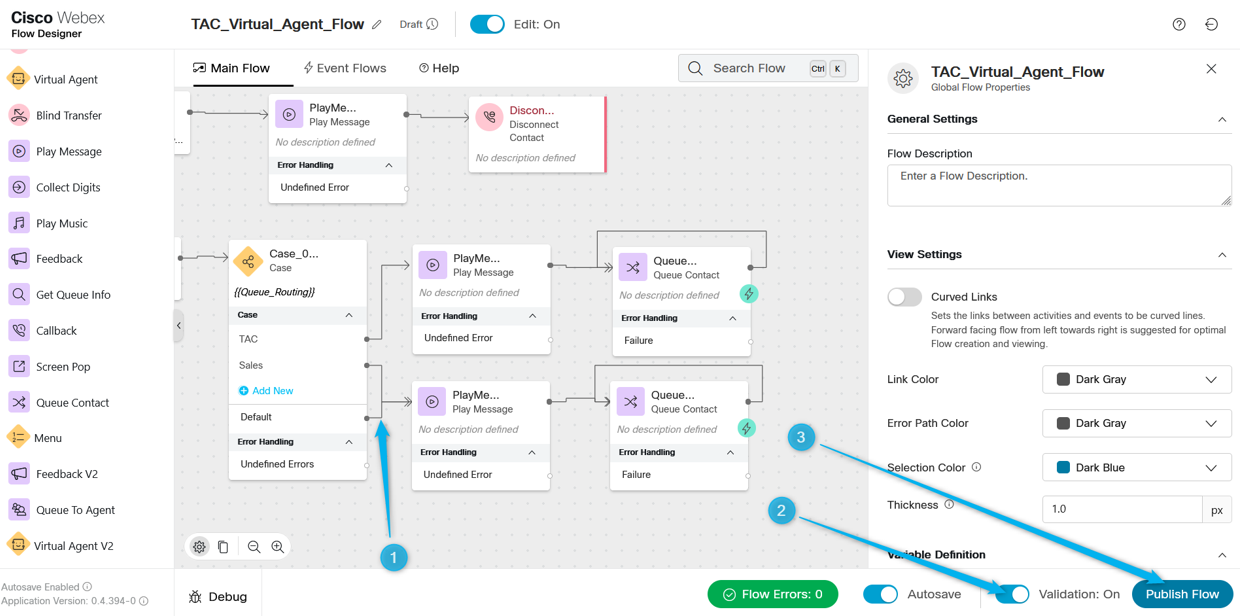 Cisco Webex
Flow Designer
TAC_Virtual_Agent_Flow
Draft
Edit: On
Virtual Agent
Blind Transfer
Play Message
Collect Digits
Play Music
Feedback
Get Queue Info
Callback
Screen Pop
Queue Contact
Menu
Feedback V2
Queue To Agent
Virtual Agent V2
Autosave Enabled
Application Version: 0.4.394-0
Main Flow
Event Flows
Help
Search Flow
Ctrl K
PlayMe...
Play Message
No description defined
Error Handling
Undefined Error
Discon...
Disconnect
Contact
No description defined
Case_0...
Case
{{Queue_Routing}}
Case
TAC
Sales
Add New
Default
Error Handling
Undefined Errors
PlayMe...
Play Message
No description defined
Error Handling
Undefined Error
Queue...
Queue Contact
No description defined
Error Handling
Failure
PlayMe...
Play Message
No description defined
Error Handling
Undefined Error
Queue...
Queue Contact
No description defined
Error Handling
Failure
1
2
3
TAC_Virtual_Agent_Flow
Global Flow Properties
General Settings
Flow Description
Enter a Flow Description.
View Settings
Curved Links
Sets the links between activities and events to be curved lines.
Forward facing flow from left towards right is suggested for optimal
Flow creation and viewing.
Link Color
Dark Gray
Error Path Color
Dark Gray
Selection Color
Dark Blue
Thickness
1.0
px
Variable Definition
Debug
Flow Errors: 0
Autosave
Validation: On
Publish Flow